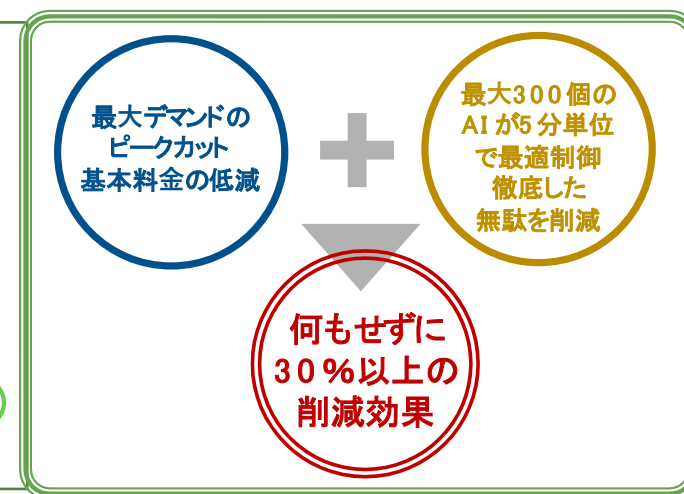 最大デマンドの
ピークカット
基本料金の低減
最大300個の
AIが5分単位
で最適制御
徹底した
無駄を削減
何もせずに
30%以上の
削減効果